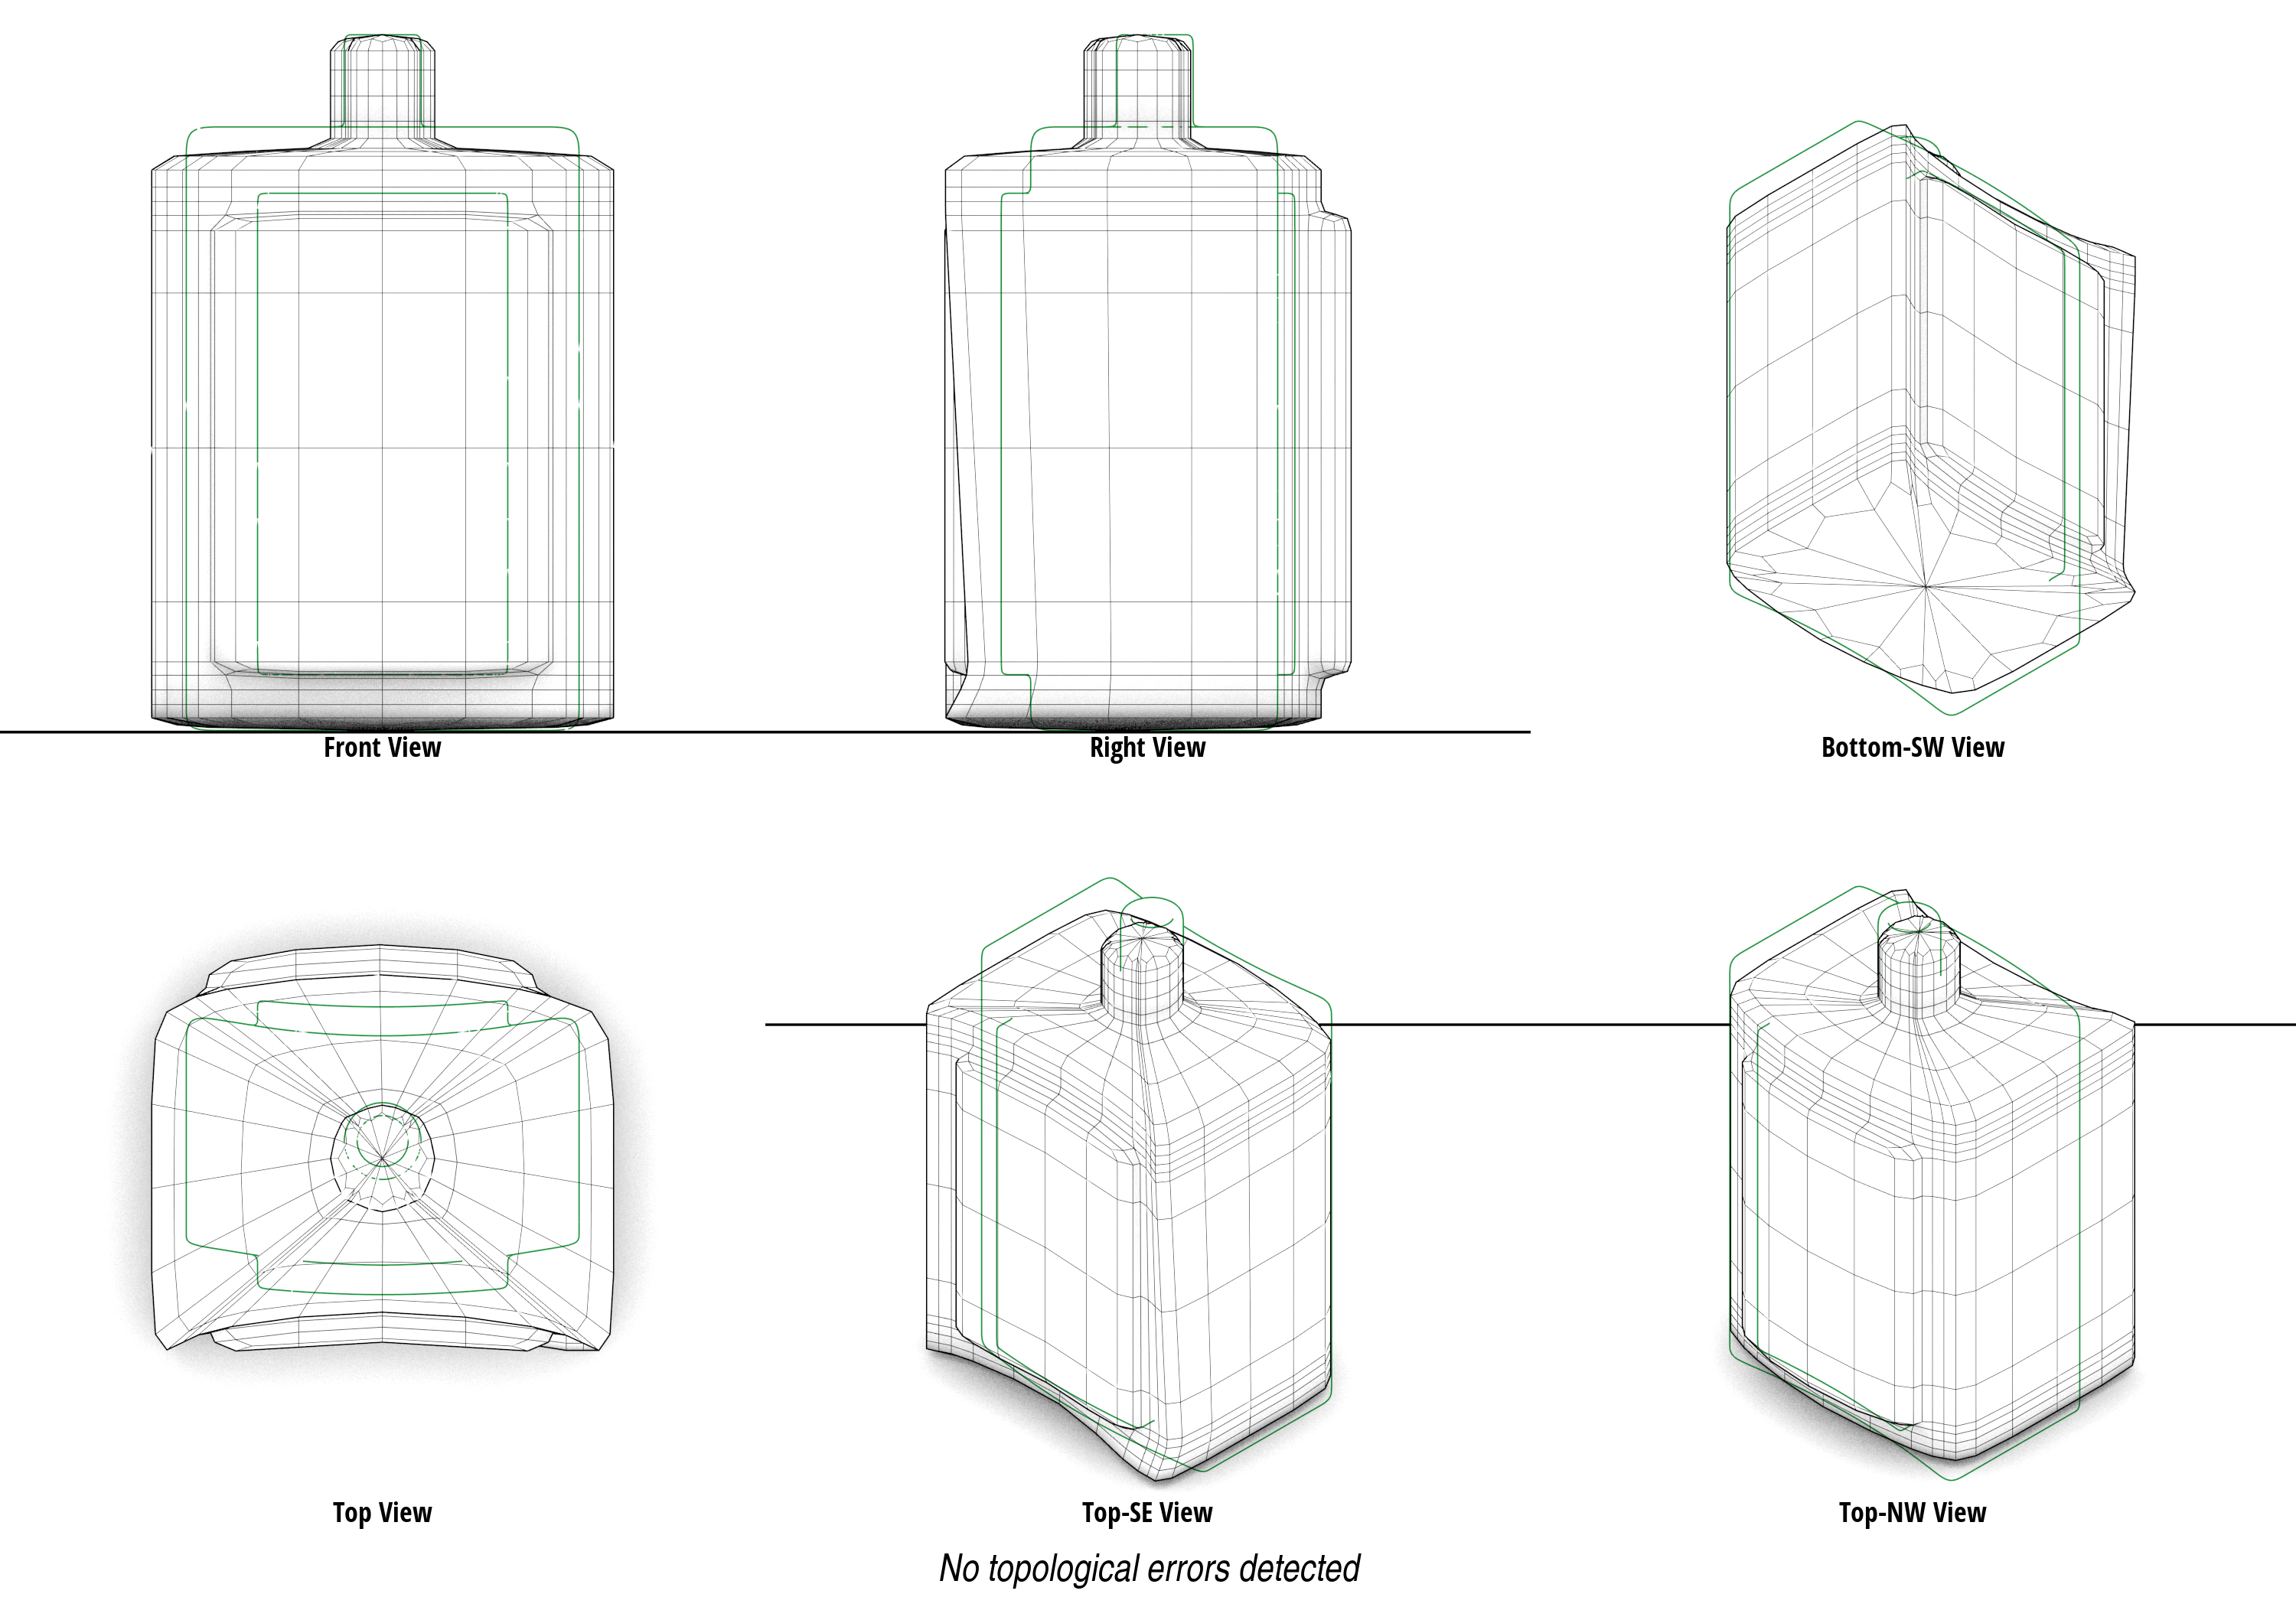 Front View
Right View
Bottom-SW View
Top View
Top-SE View
Top-NW View
No topological errors detected